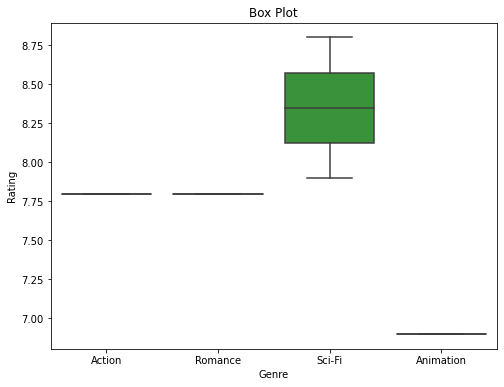 Box Plot
8.75
8.50
8.25
8.00
7.75
7.50
7.25
7.00
Rating
Action Romance Sci-Fi Animation
Genre